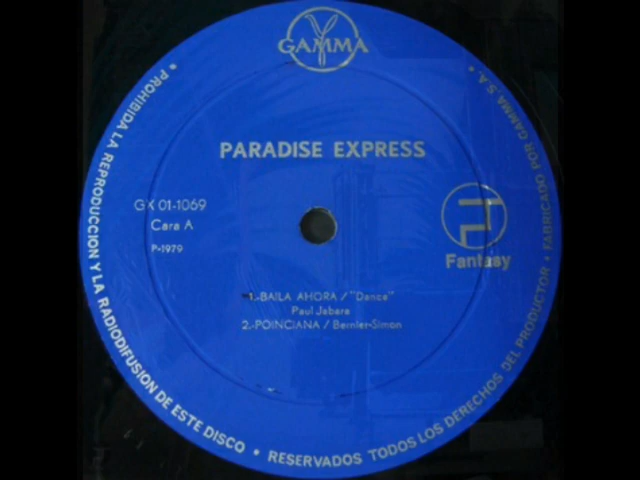 GAMMA
PARADISE EXPRESS
GX 01-1069
Cara A
P-1979
Fantasy
1.-BAILA AHORA / "Dance"
Paul Jabara
2.-POINCIANA / Bernier-Simon
• PROHIBIDA LA REPRODUCCION Y LA RADIODIFUSION DE ESTE DISCO • RESERVADOS TODOS LOS DERECHOS DEL PRODUCTOR • FABRICADO POR GAMMA S.A. •